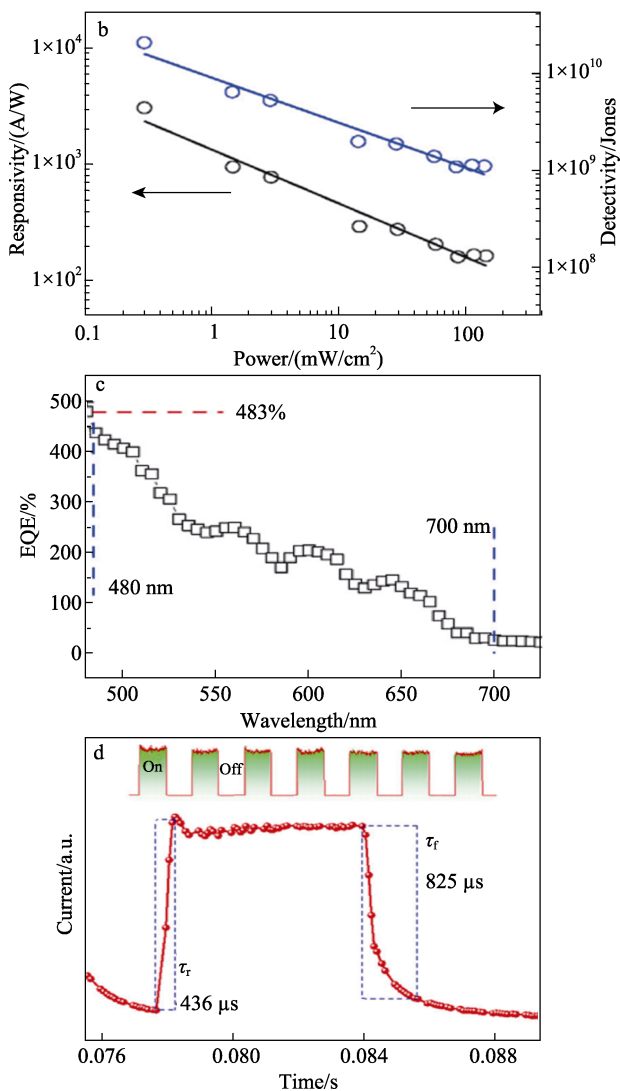 b
1×10⁴
1×10³
1×10²
Responsivity/(A/W)
1×10¹⁰
1×10⁹
1×10⁸
Detectivity/Jones
0.1
1
10
100
Power/(mW/cm²)
c
500
400
300
200
100
0
EQE/%
483%
480 nm
700 nm
500
550
600
650
700
Wavelength/nm
d
On
Off
Current/a.u.
τr
436 μs
τf
825 μs
0.076
0.080
0.084
0.088
Time/s